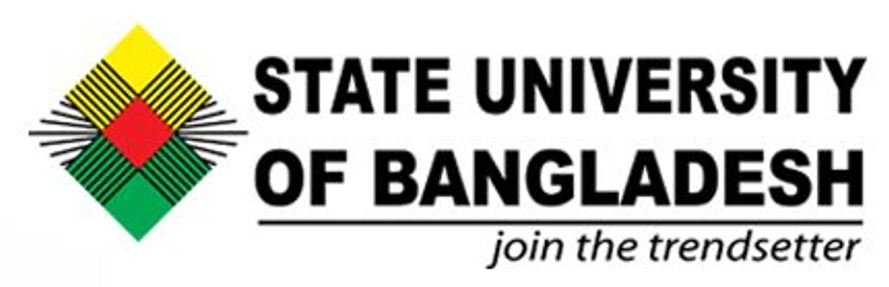 STATE UNIVERSITY
OF BANGLADESH
join the trendsetter